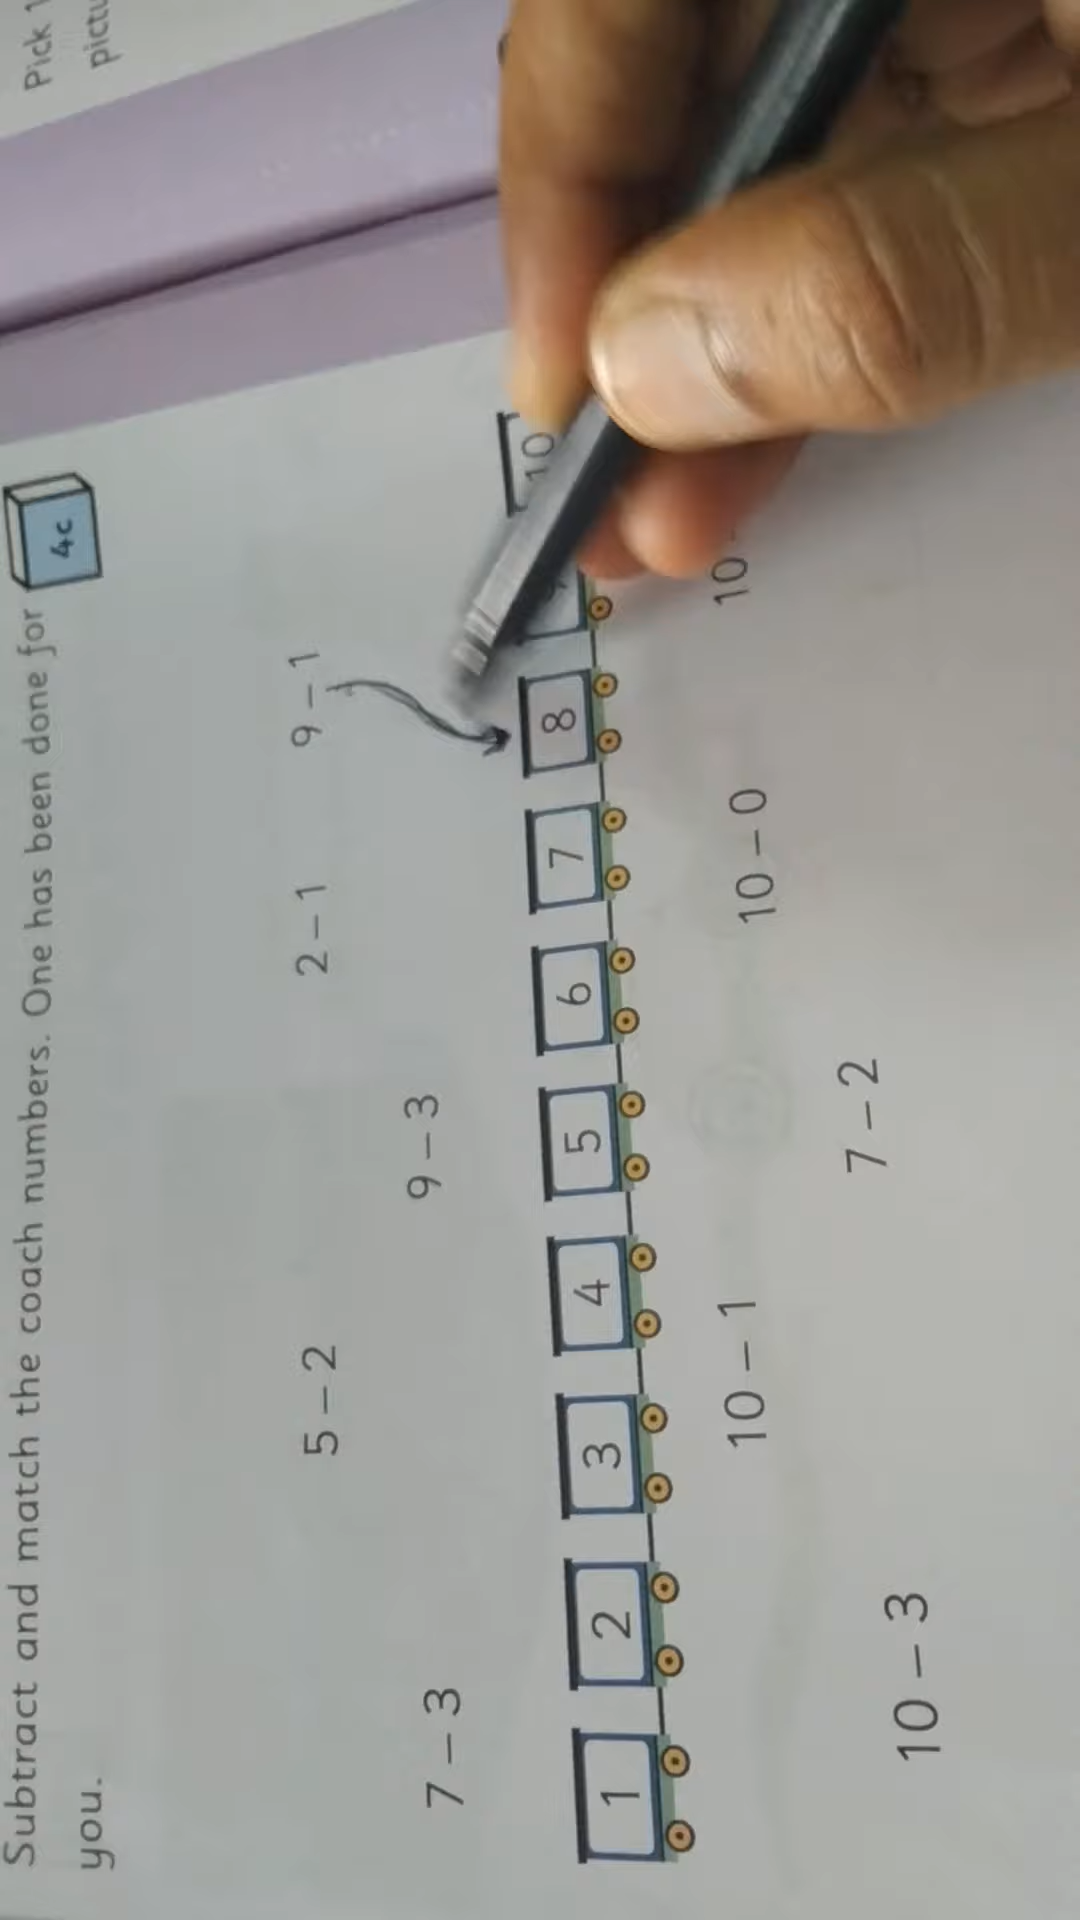 Pick 1
Subtract and match the coach numbers. One has been done for
you.
4c
5 – 2
2 – 1
9 – 1
7 – 3
9 – 3
1 2 3 4 5 6 7 8 10
10 – 1
10 – 0
10 –
10 – 3
7 – 2